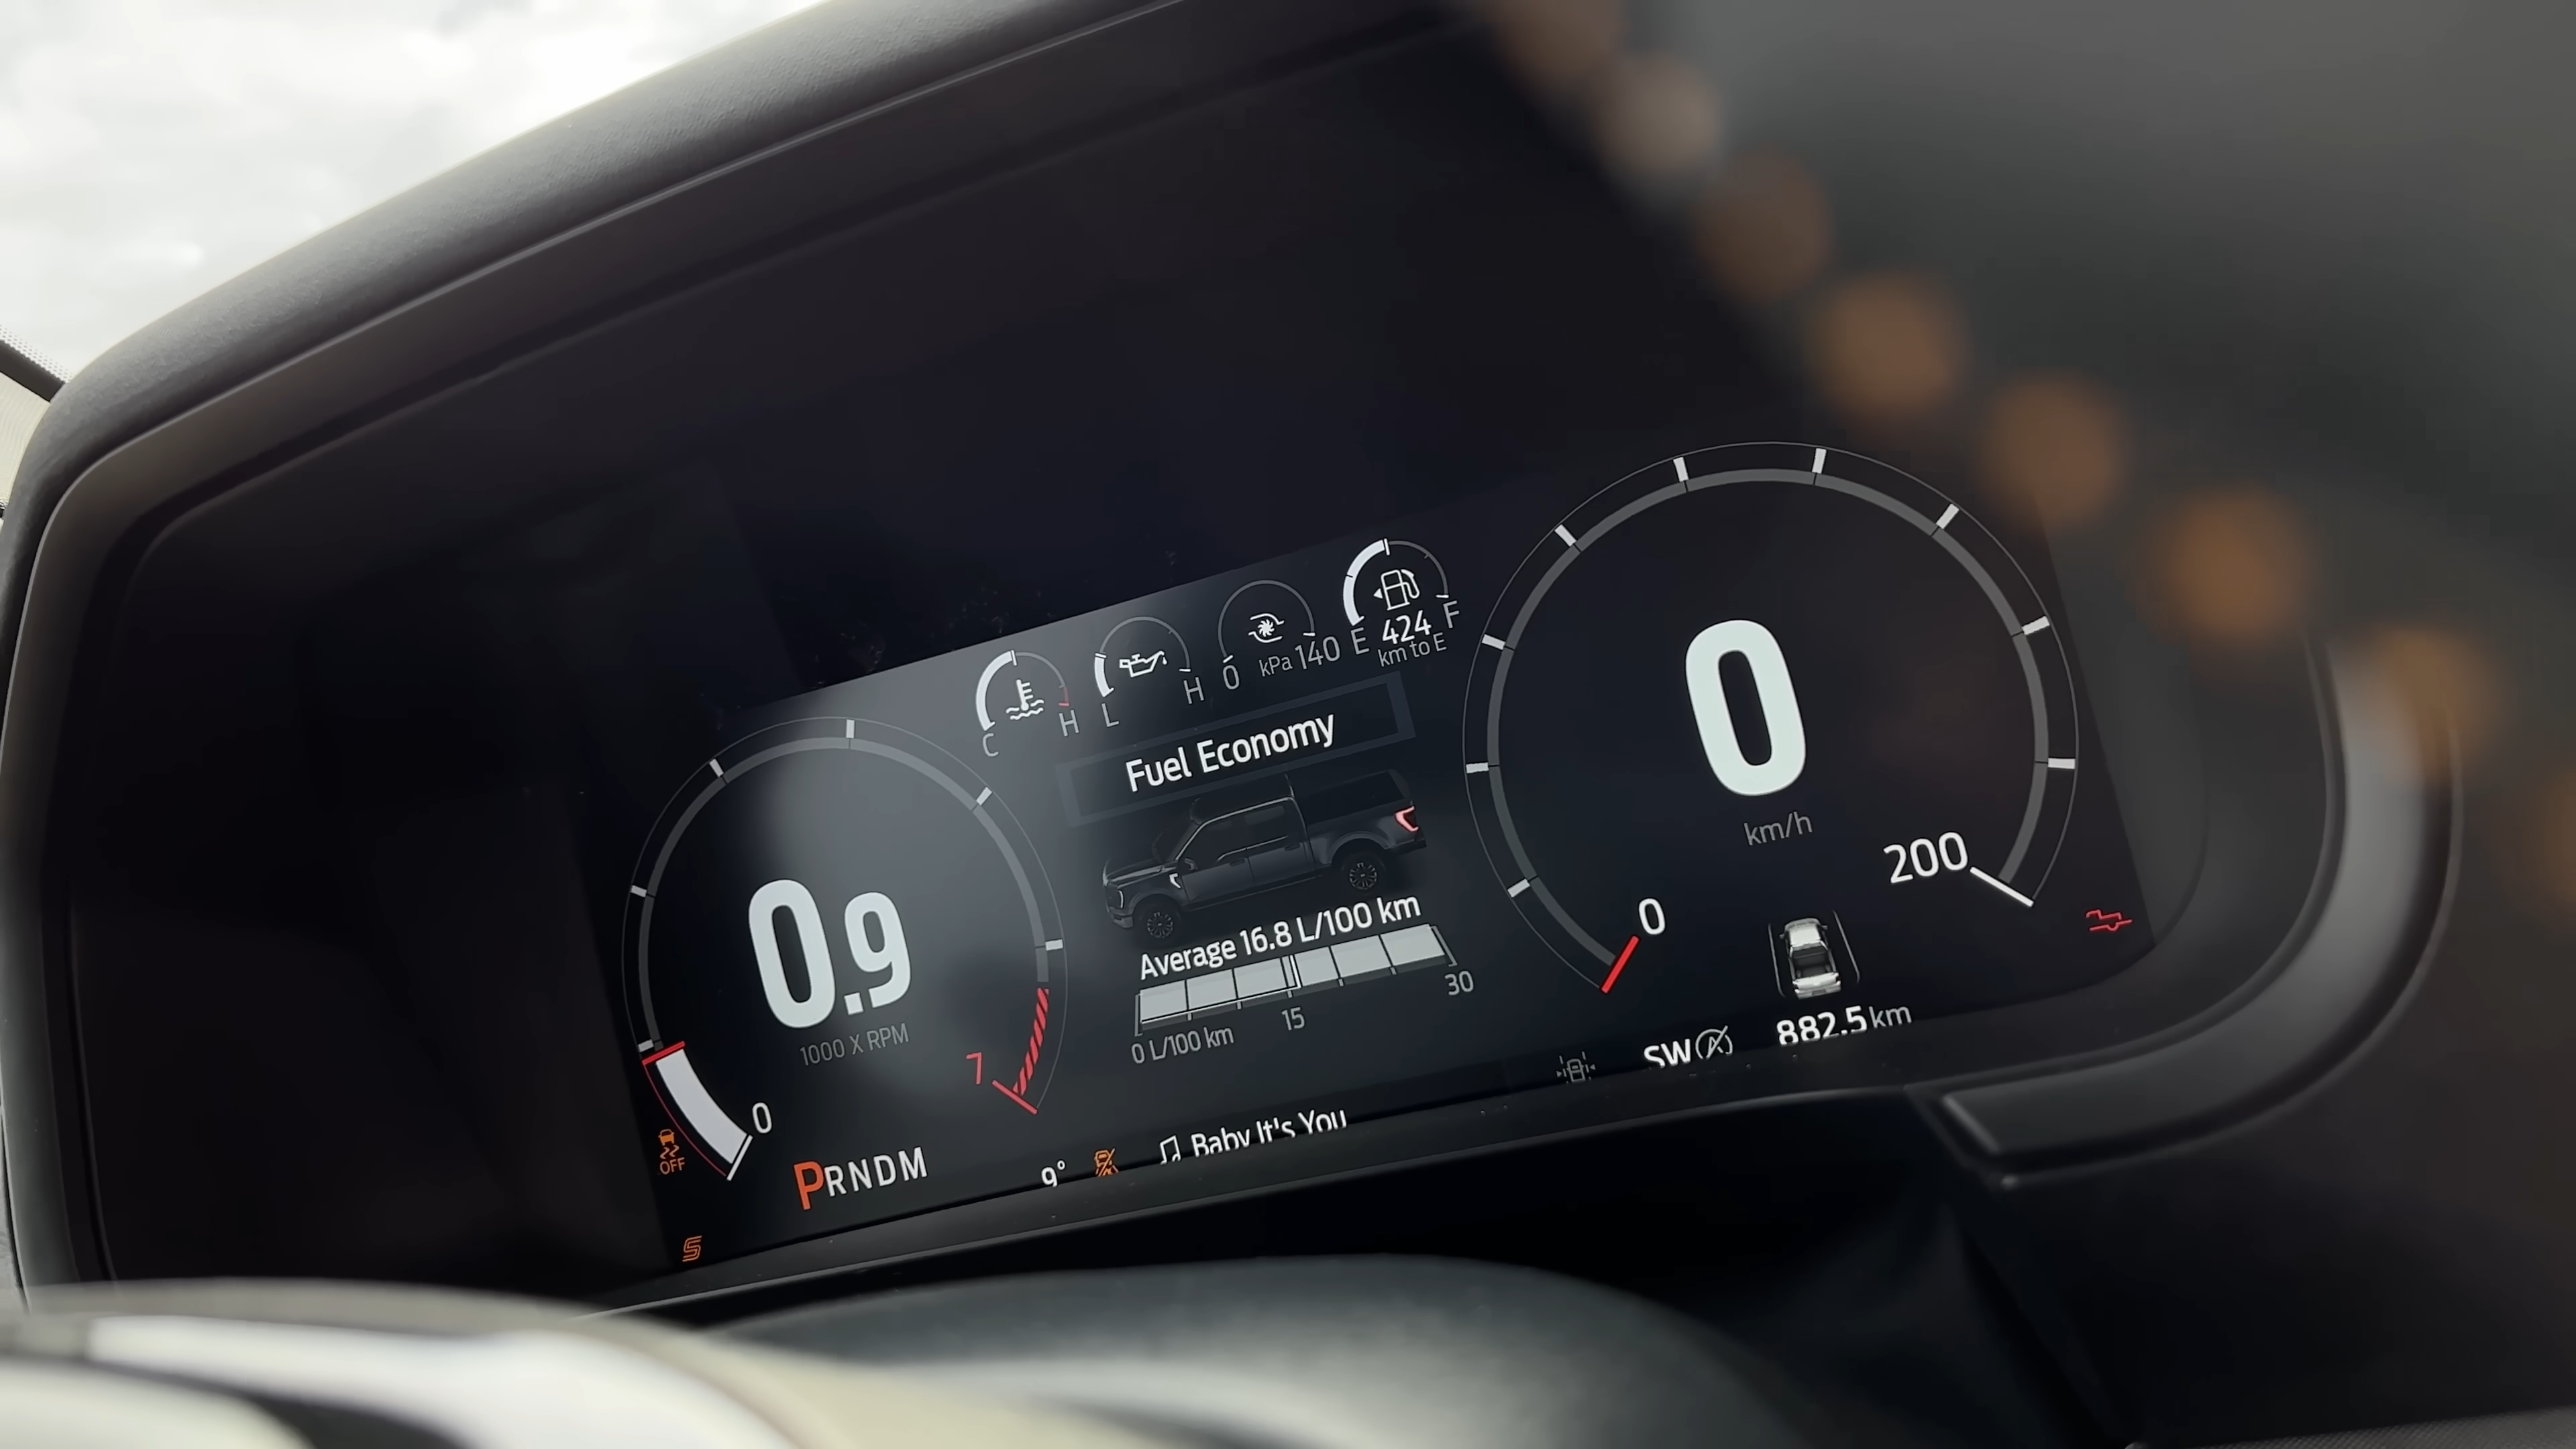 424
E F
km to E
0 kPa 140
L H
C H
Fuel Economy
0.9
1000 X RPM
0
7
Average 16.8 L/100 km
0 L/100 km 15 30
0
km/h
0
200
OFF
PRNDM
9°
Baby It's You
SW
882.5 km